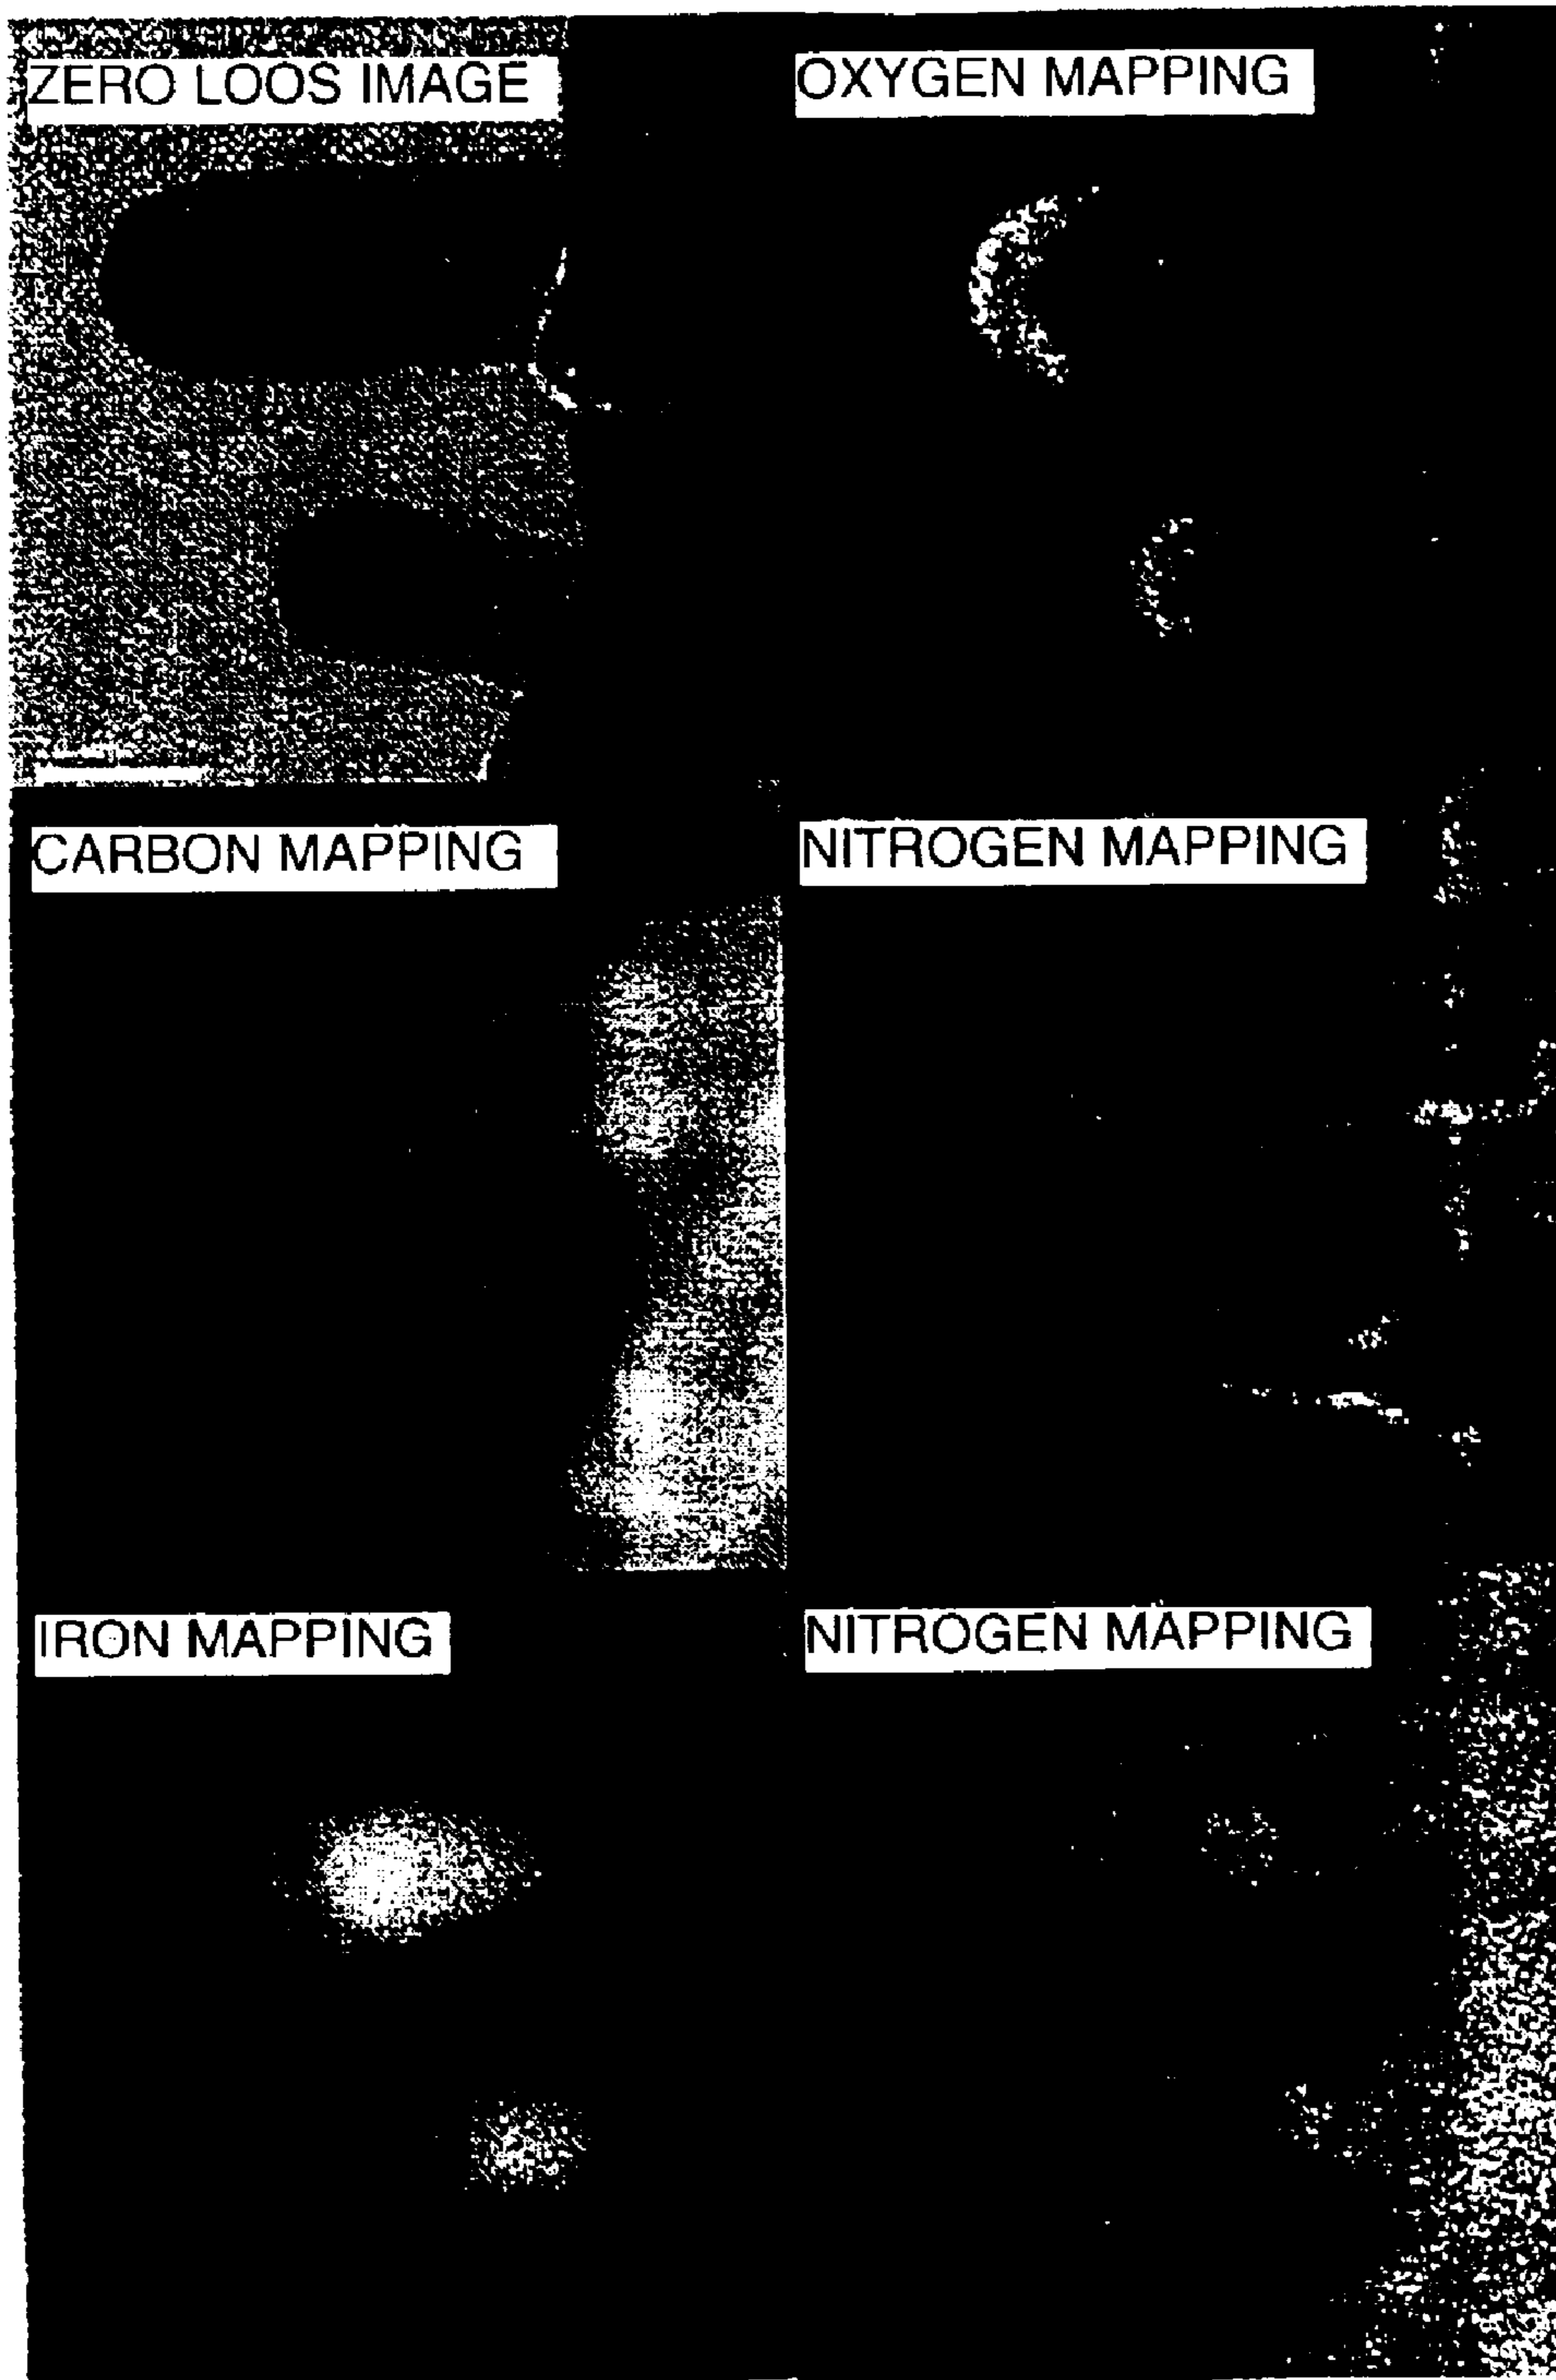 ZERO LOOS IMAGE
OXYGEN MAPPING
CARBON MAPPING
NITROGEN MAPPING
IRON MAPPING
NITROGEN MAPPING